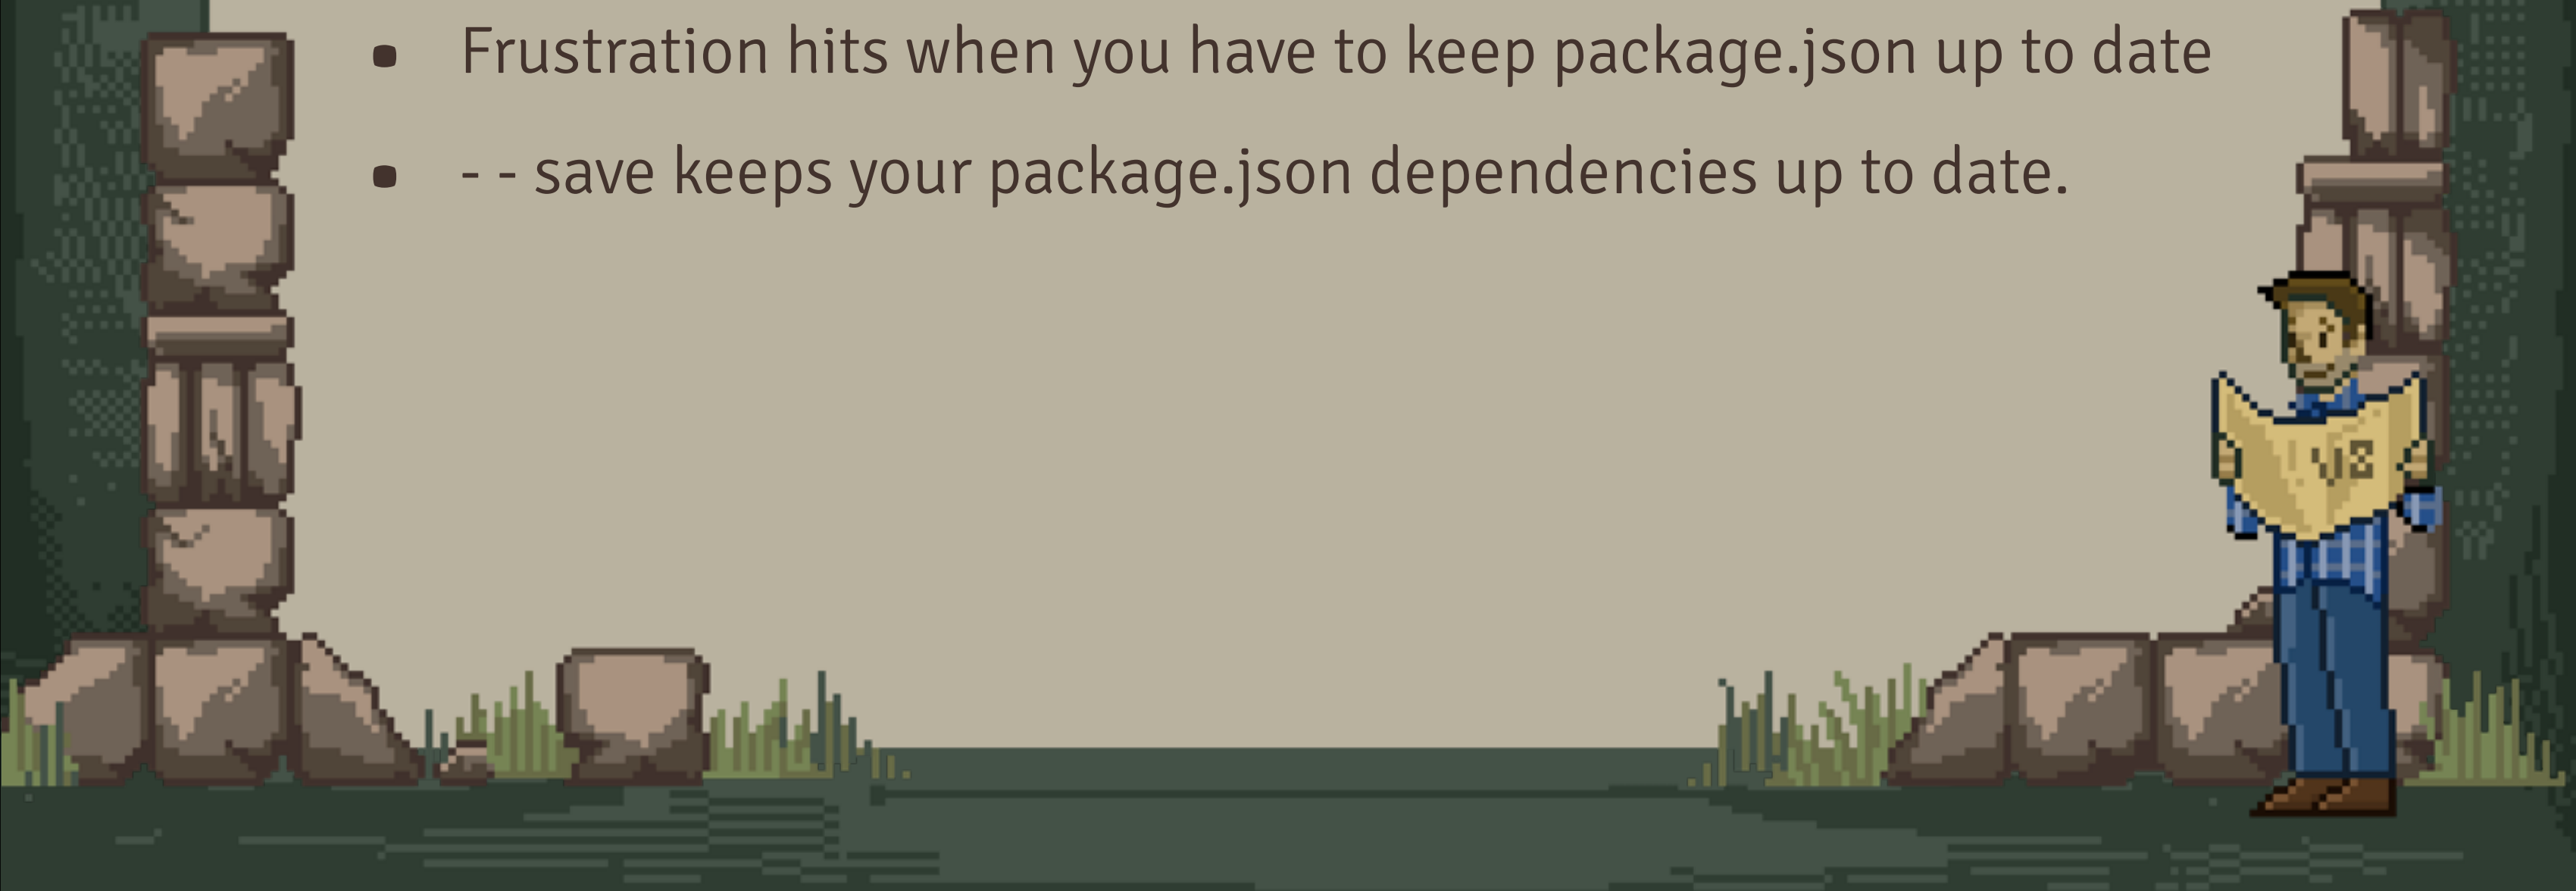 • Frustration hits when you have to keep package.json up to date
• - - save keeps your package.json dependencies up to date.
V8